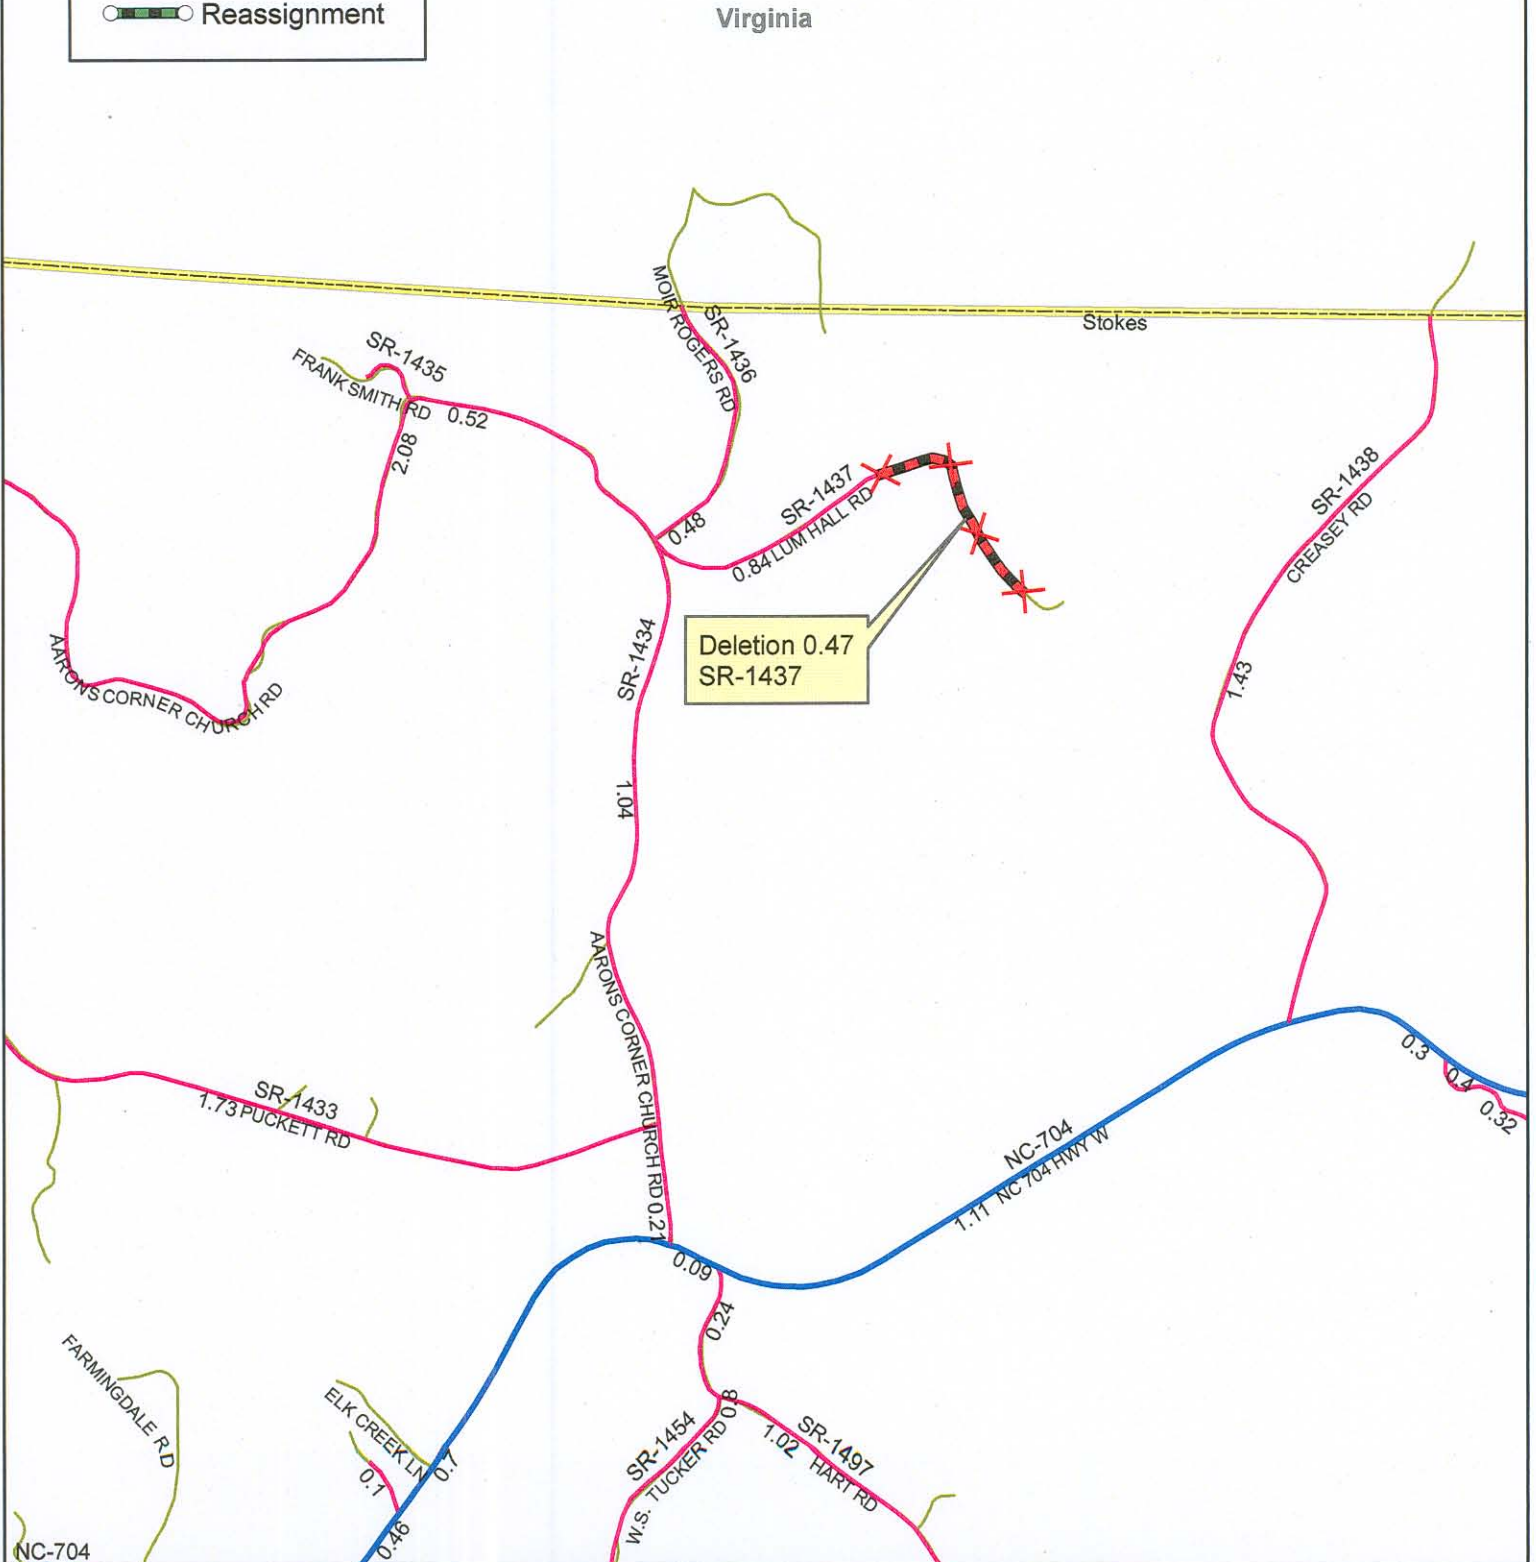 Reassignment
Virginia
Stokes
MOIR ROGERS RD
SR-1436
SR-1435
FRANK SMITH RD
0.52
2.08
0.48
SR-1437
0.84 LUM HALL RD
SR-1438
CREASEY RD
1.43
Deletion 0.47
SR-1437
SR-1434
AARONS CORNER CHURCH RD
1.04
AARONS CORNER CHURCH RD 0.21
SR-1433
1.73 PUCKETT RD
0.3
0.4
0.32
NC-704
1.11 NC 704 HWY W
0.09
0.24
FARMINGDALE RD
ELK CREEK LN
0.7
0.1
0.46
0.8
SR-1454
W.S. TUCKER RD
1.02
SR-1497
HART RD
NC-704